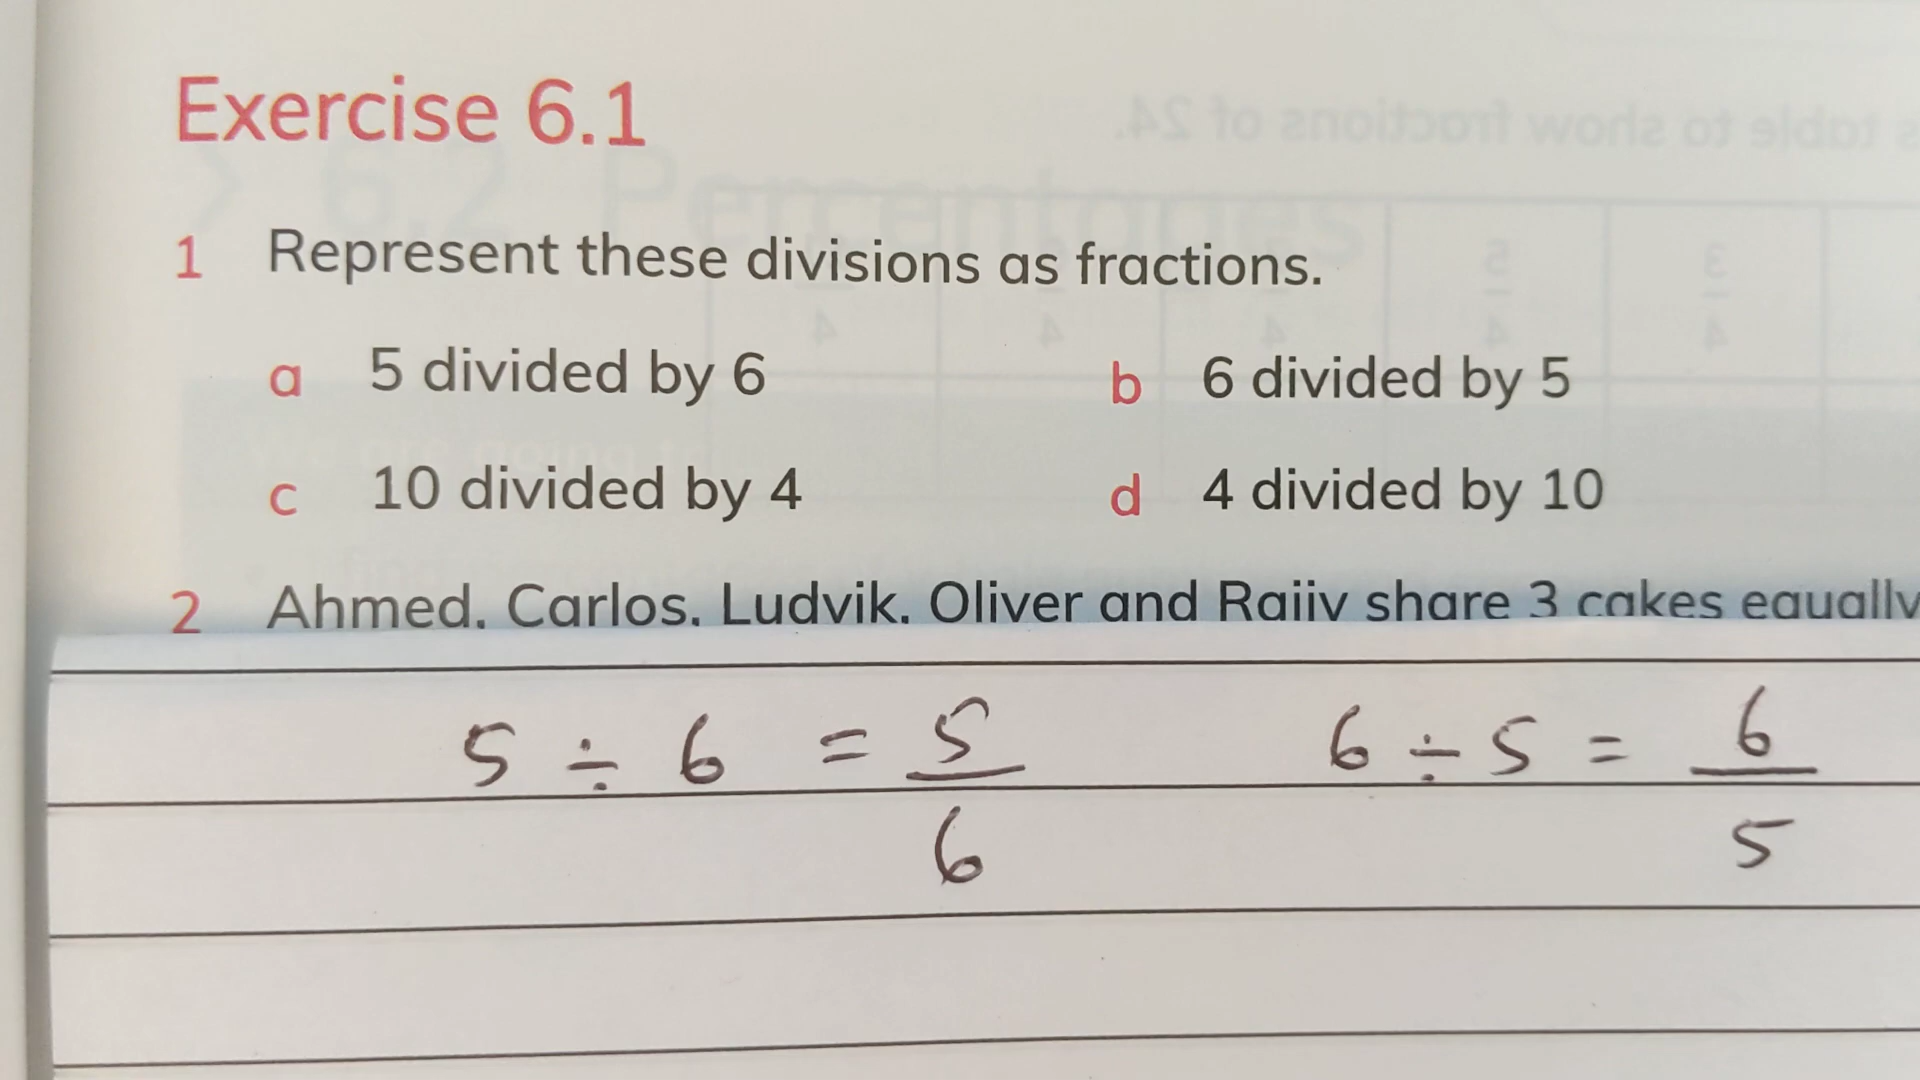 Exercise 6.1
1 Represent these divisions as fractions.
a 5 divided by 6 b 6 divided by 5
c 10 divided by 4 d 4 divided by 10
2 Ahmed, Carlos, Ludvik, Oliver and Rajiv share 3 cakes equally
5 ÷ 6 = 5/6 6 ÷ 5 = 6/5